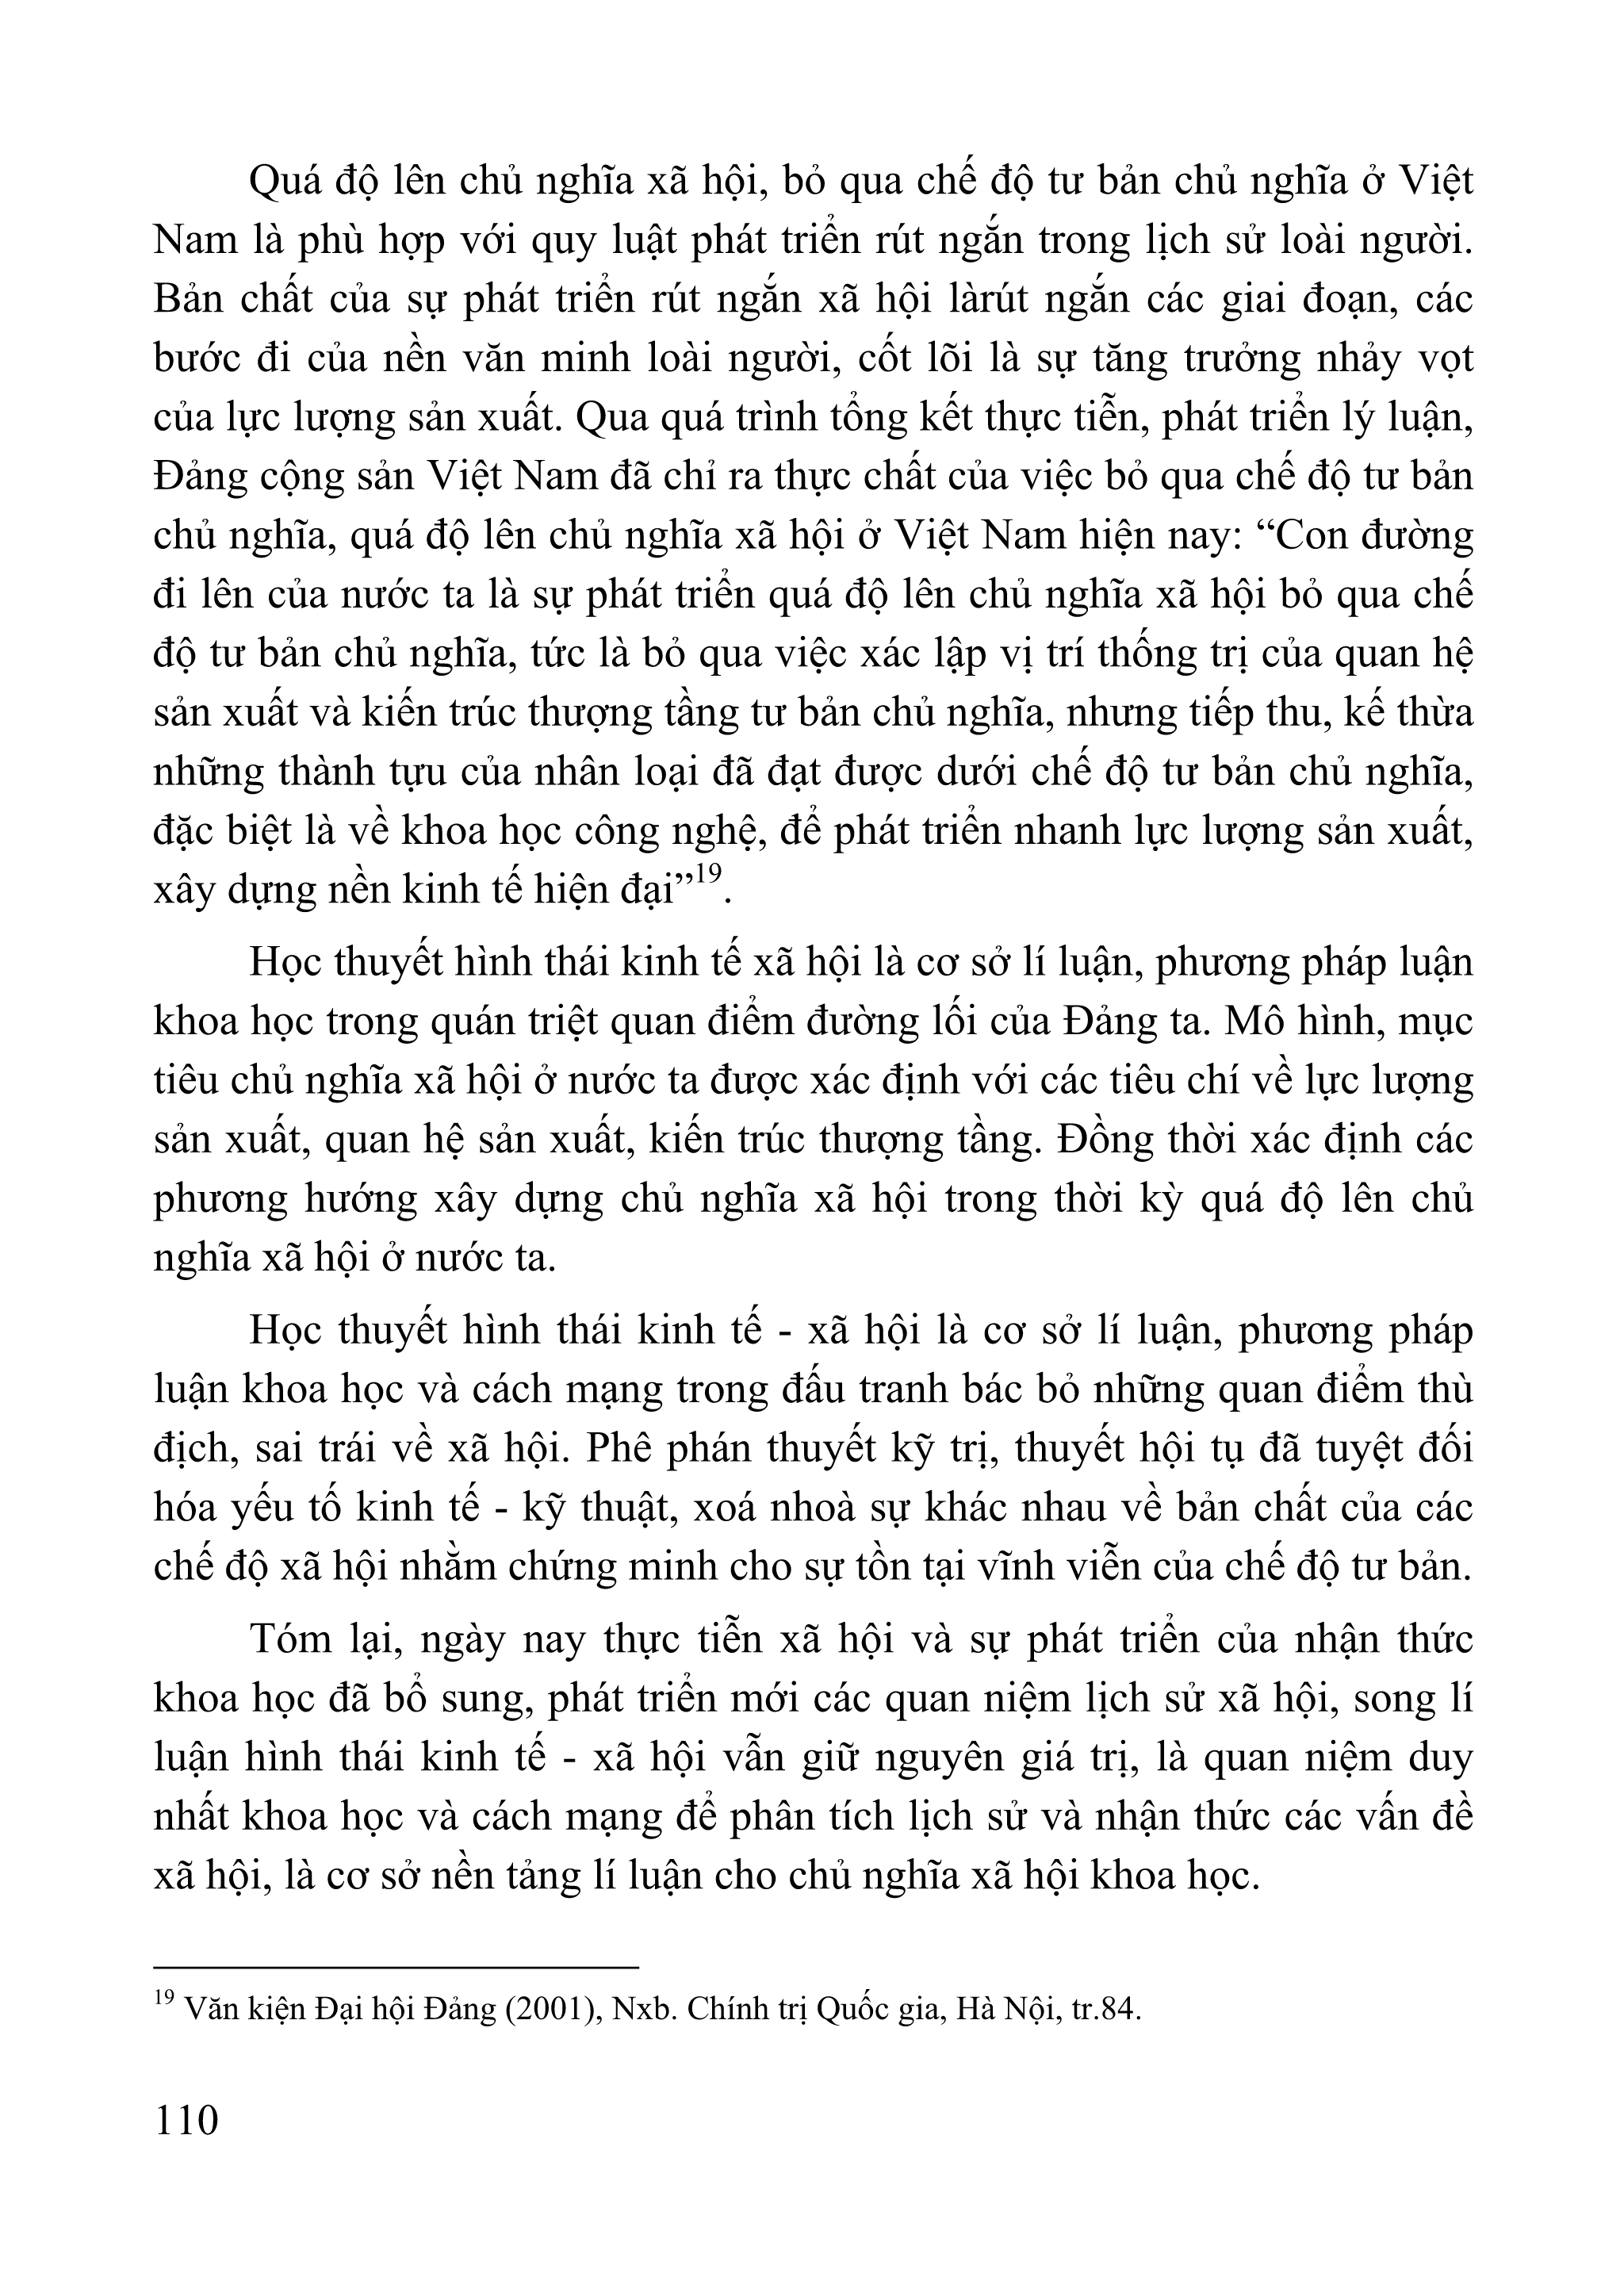 Quá độ lên chủ nghĩa xã hội, bỏ qua chế độ tư bản chủ nghĩa ở Việt
Nam là phù hợp với quy luật phát triển rút ngắn trong lịch sử loài người.
Bản chất của sự phát triển rút ngắn xã hội làrút ngắn các giai đoạn, các
bước đi của nền văn minh loài người, cốt lõi là sự tăng trưởng nhảy vọt
của lực lượng sản xuất. Qua quá trình tổng kết thực tiễn, phát triển lý luận,
Đảng cộng sản Việt Nam đã chỉ ra thực chất của việc bỏ qua chế độ tư bản
chủ nghĩa, quá độ lên chủ nghĩa xã hội ở Việt Nam hiện nay: “Con đường
đi lên của nước ta là sự phát triển quá độ lên chủ nghĩa xã hội bỏ qua chế
độ tư bản chủ nghĩa, tức là bỏ qua việc xác lập vị trí thống trị của quan hệ
sản xuất và kiến trúc thượng tầng tư bản chủ nghĩa, nhưng tiếp thu, kế thừa
những thành tựu của nhân loại đã đạt được dưới chế độ tư bản chủ nghĩa,
đặc biệt là về khoa học công nghệ, để phát triển nhanh lực lượng sản xuất,
xây dựng nền kinh tế hiện đại”19.
Học thuyết hình thái kinh tế xã hội là cơ sở lí luận, phương pháp luận
khoa học trong quán triệt quan điểm đường lối của Đảng ta. Mô hình, mục
tiêu chủ nghĩa xã hội ở nước ta được xác định với các tiêu chí về lực lượng
sản xuất, quan hệ sản xuất, kiến trúc thượng tầng. Đồng thời xác định các
phương hướng xây dựng chủ nghĩa xã hội trong thời kỳ quá độ lên chủ
nghĩa xã hội ở nước ta.
Học thuyết hình thái kinh tế - xã hội là cơ sở lí luận, phương pháp
luận khoa học và cách mạng trong đấu tranh bác bỏ những quan điểm thù
địch, sai trái về xã hội. Phê phán thuyết kỹ trị, thuyết hội tụ đã tuyệt đối
hóa yếu tố kinh tế - kỹ thuật, xoá nhoà sự khác nhau về bản chất của các
chế độ xã hội nhằm chứng minh cho sự tồn tại vĩnh viễn của chế độ tư bản.
Tóm lại, ngày nay thực tiễn xã hội và sự phát triển của nhận thức
khoa học đã bổ sung, phát triển mới các quan niệm lịch sử xã hội, song lí
luận hình thái kinh tế - xã hội vẫn giữ nguyên giá trị, là quan niệm duy
nhất khoa học và cách mạng để phân tích lịch sử và nhận thức các vấn đề
xã hội, là cơ sở nền tảng lí luận cho chủ nghĩa xã hội khoa học.
19 Văn kiện Đại hội Đảng (2001), Nxb. Chính trị Quốc gia, Hà Nội, tr.84.
110